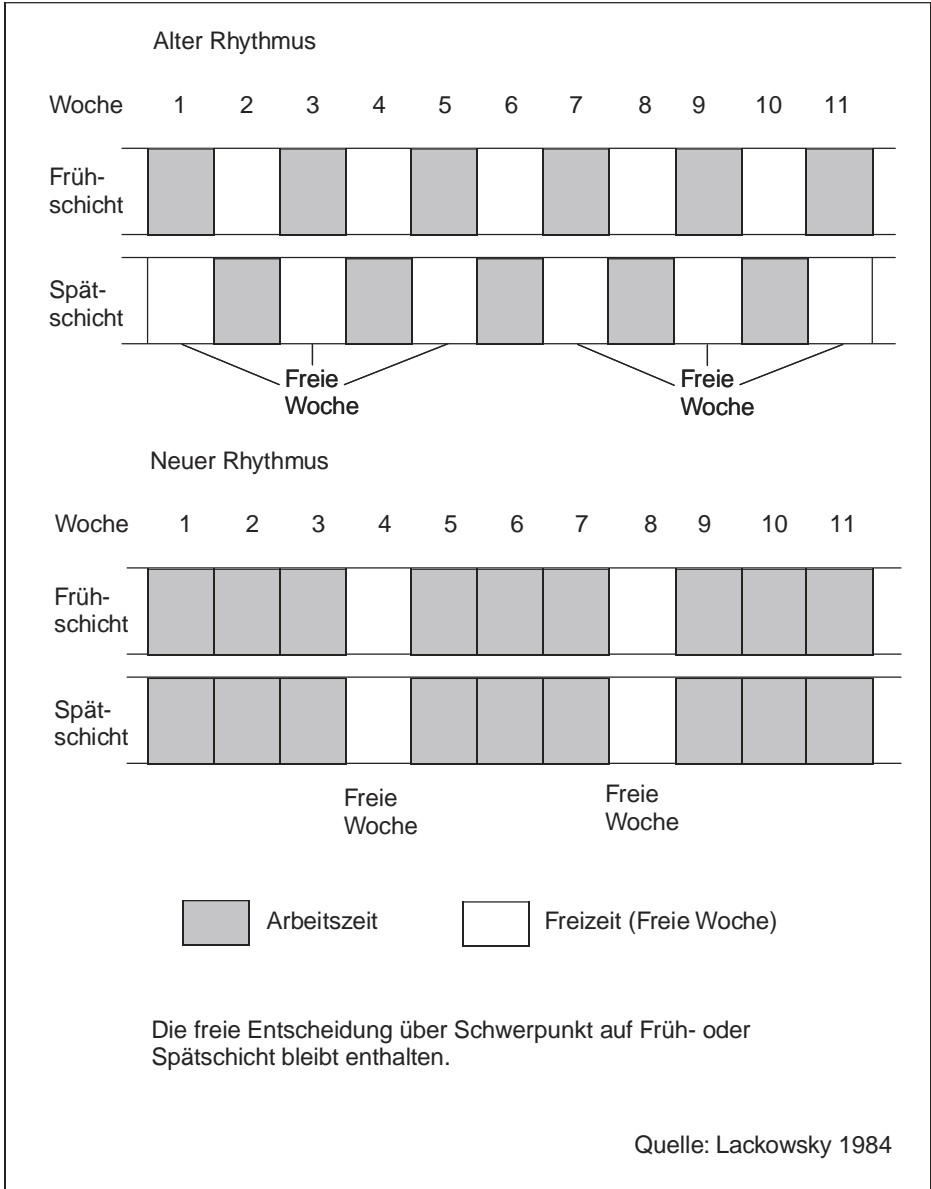 Alter Rhythmus
Woche 1 2 3 4 5 6 7 8 9 10 11
Früh-
schicht
Spät-
schicht
Freie
Woche
Freie
Woche
Neuer Rhythmus
Woche 1 2 3 4 5 6 7 8 9 10 11
Früh-
schicht
Spät-
schicht
Freie
Woche
Freie
Woche
Arbeitszeit
Freizeit (Freie Woche)
Die freie Entscheidung über Schwerpunkt auf Früh- oder
Spätschicht bleibt enthalten.
Quelle: Lackowsky 1984